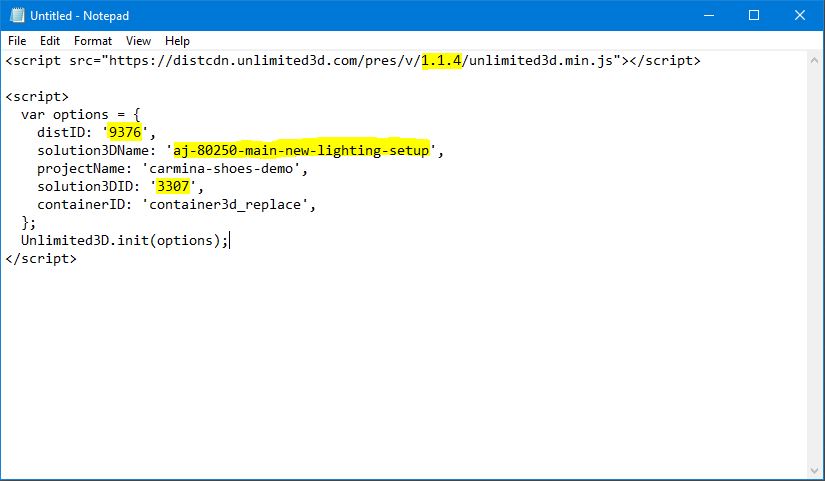 Untitled - Notepad
File Edit Format View Help
<script src="https://distcdn.unlimited3d.com/pres/v/1.1.4/unlimited3d.min.js"></script>
<script>
var options = {
distID: '9376',
solution3DName: 'aj-80250-main-new-lighting-setup',
projectName: 'carmina-shoes-demo',
solution3DID: '3307',
containerID: 'container3d_replace',
};
Unlimited3D.init(options);
</script>